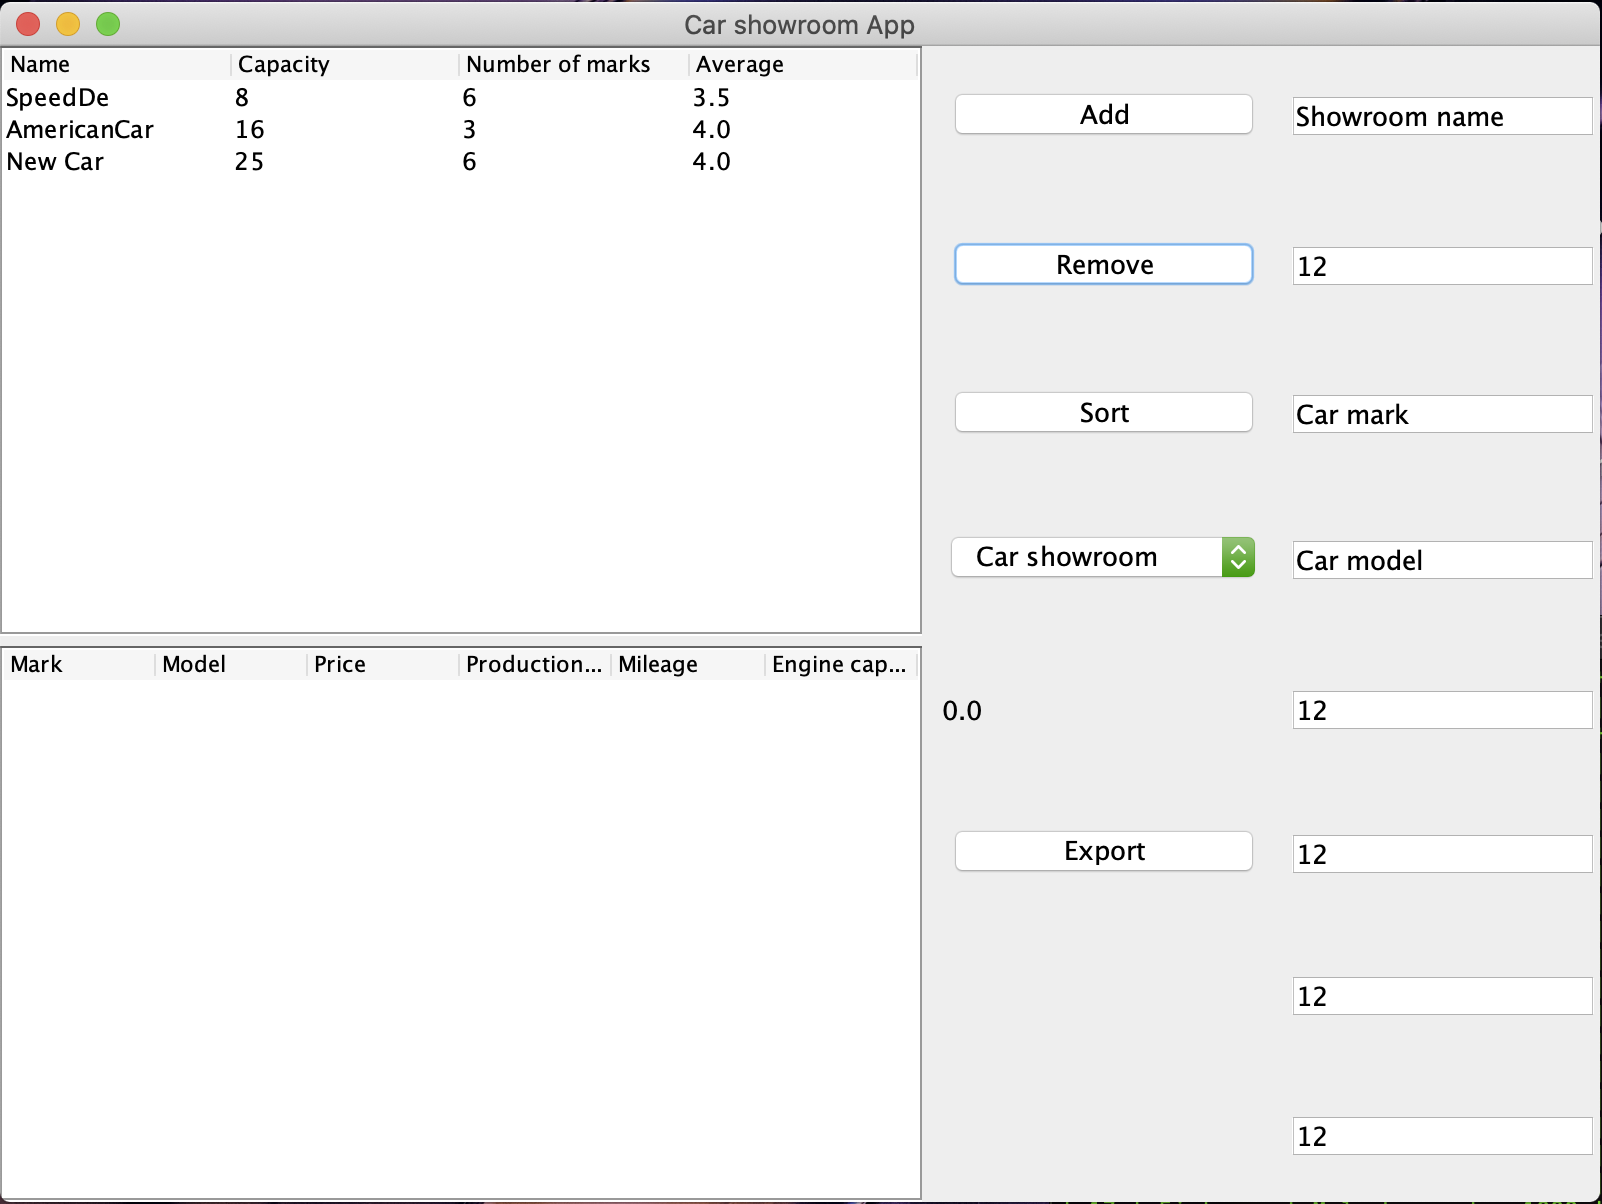 Car showroom App
Name Capacity Number of marks Average
SpeedDe 8 6 3.5
AmericanCar 16 3 4.0
New Car 25 6 4.0
Add Showroom name
Remove 12
Sort Car mark
Car showroom Car model
Mark Model Price Production... Mileage Engine cap...
0.0 12
Export 12
12
12